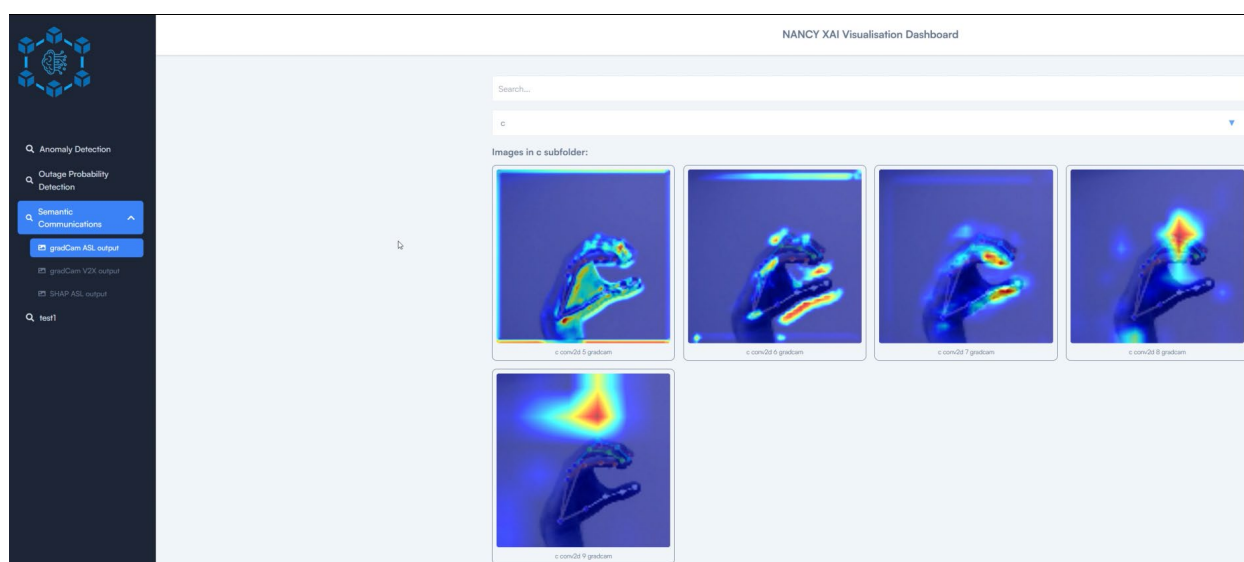 NANCY XAI Visualisation Dashboard
Search...
c
Images in c subfolder:
Anomaly Detection
Outage Probability
Detection
Semantic
Communications
gradCam ASL output
gradCam V2X output
SHAP ASL output
test1
c conv2d 5 gradcam
c conv2d 6 gradcam
c conv2d 7 gradcam
c conv2d 8 gradcam
c conv2d 9 gradcam